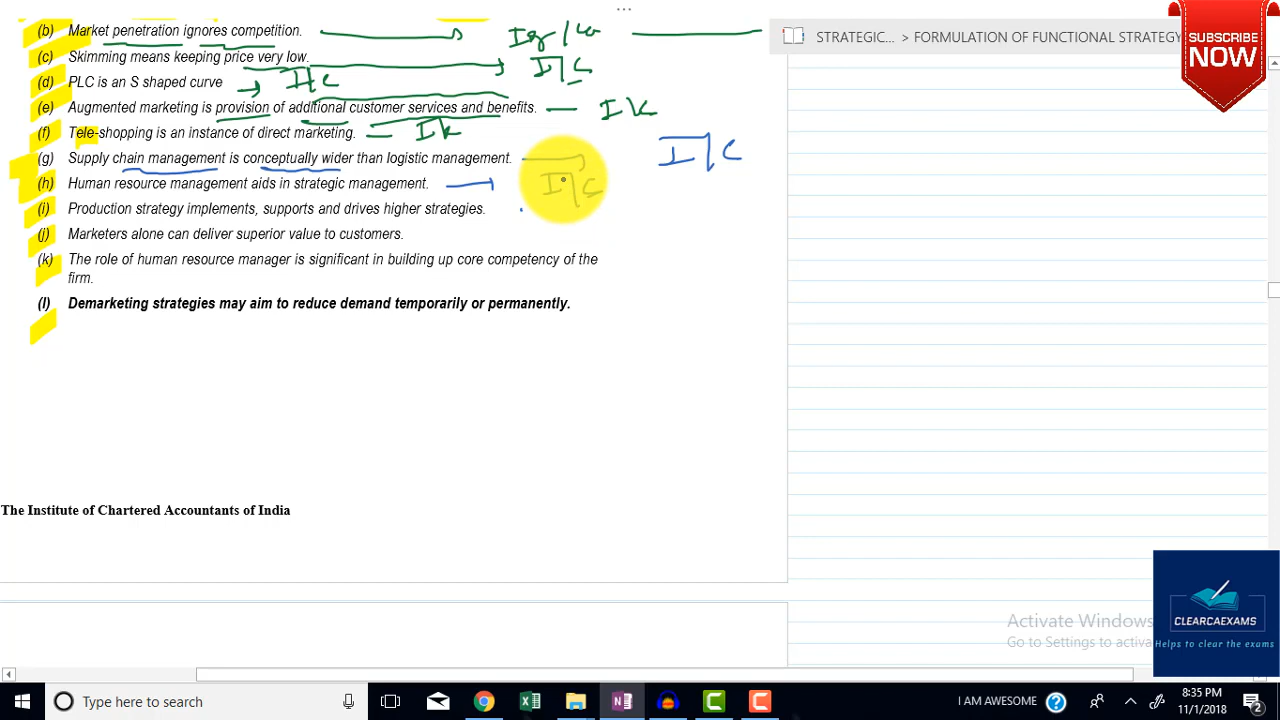 (b) Market penetration ignores competition.
SUBSCRIBE
NOW
STRATEGIC... > FORMULATION OF FUNCTIONAL STRATEGY
(c) Skimming means keeping price very low. I/C
(d) PLC is an S shaped curve I/C
(e) Augmented marketing is provision of additional customer services and benefits.
(f) Tele-shopping is an instance of direct marketing.
(g) Supply chain management is conceptually wider than logistic management. I/C
(h) Human resource management aids in strategic management. I/C
(i) Production strategy implements, supports and drives higher strategies.
(j) Marketers alone can deliver superior value to customers.
(k) The role of human resource manager is significant in building up core competency of the
firm.
(l) Demarketing strategies may aim to reduce demand temporarily or permanently.
The Institute of Chartered Accountants of India
Activate Windows
Go to Settings to activa
CLEARCAEXAMS
Helps to clear the exams
Type here to search
I AM AWESOME
8:35 PM
11/1/2018
2